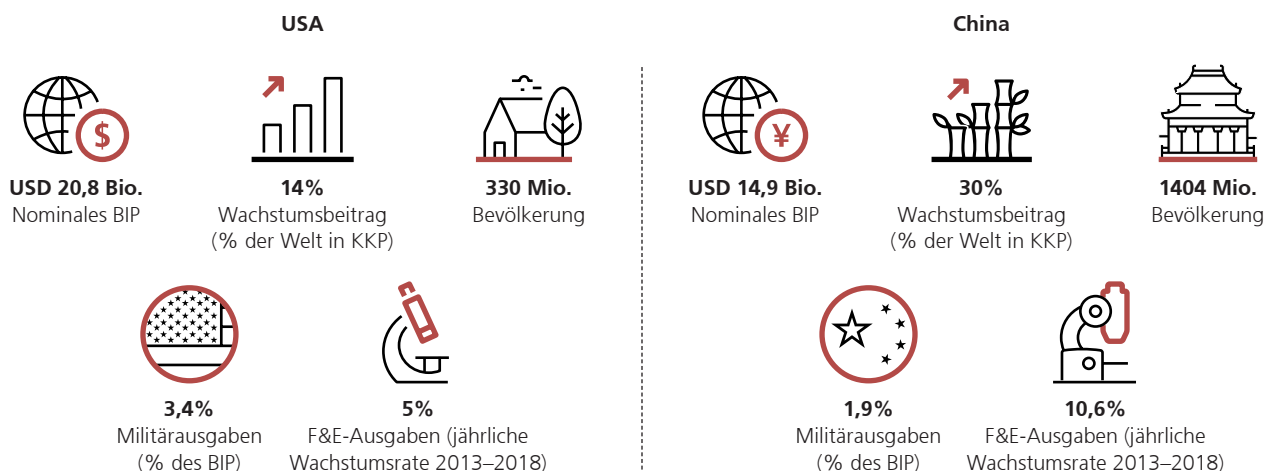 USA
$
USD 20,8 Bio.
Nominales BIP
14%
Wachstumsbeitrag
(% der Welt in KKP)
330 Mio.
Bevölkerung
3,4%
Militärausgaben
(% des BIP)
5%
F&E-Ausgaben (jährliche
Wachstumsrate 2013–2018)
China
¥
USD 14,9 Bio.
Nominales BIP
30%
Wachstumsbeitrag
(% der Welt in KKP)
1404 Mio.
Bevölkerung
1,9%
Militärausgaben
(% des BIP)
10,6%
F&E-Ausgaben (jährliche
Wachstumsrate 2013–2018)